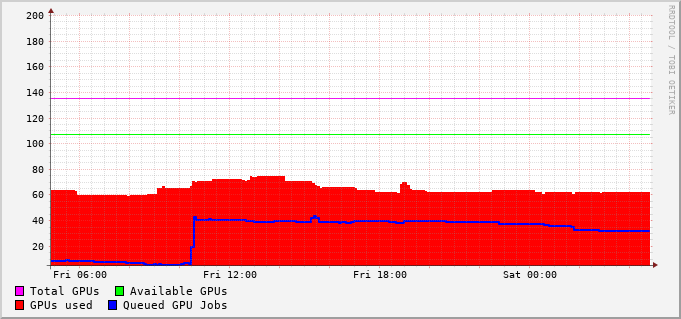 200
180
160
140
120
100
80
60
40
20
Fri 06:00 Fri 12:00 Fri 18:00 Sat 00:00
Total GPUs Available GPUs
GPUs used Queued GPU Jobs
RRDTOOL / TOBI OETIKER